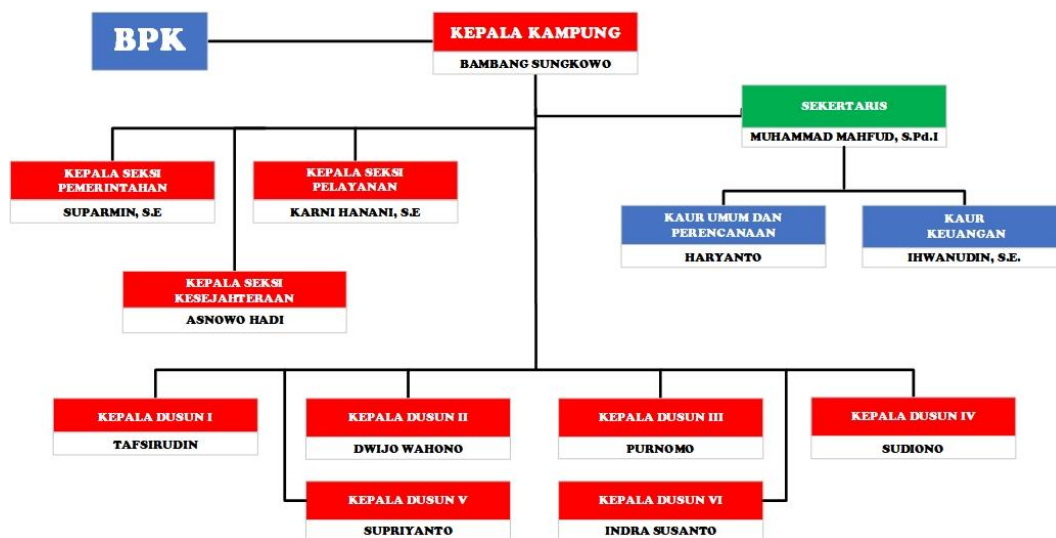 BPK
KEPALA KAMPUNG
BAMBANG SUNGKOWO
SEKERTARIS
MUHAMMAD MAHFUD, S.Pd.I
KEPALA SEKSI
PEMERINTAHAN
SUPARMIN, S.E
KEPALA SEKSI
PELAYANAN
KARNI HANANI, S.E
KAUR UMUM DAN
PERENCANAAN
HARYANTO
KAUR
KEUANGAN
IHWANUDIN, S.E.
KEPALA SEKSI
KESEJAHTERAAN
ASNOWO HADI
KEPALA DUSUN I
TAFSIRUDIN
KEPALA DUSUN II
DWIJO WAHONO
KEPALA DUSUN III
PURNOMO
KEPALA DUSUN IV
SUDIONO
KEPALA DUSUN V
SUPRIYANTO
KEPALA DUSUN VI
INDRA SUSANTO